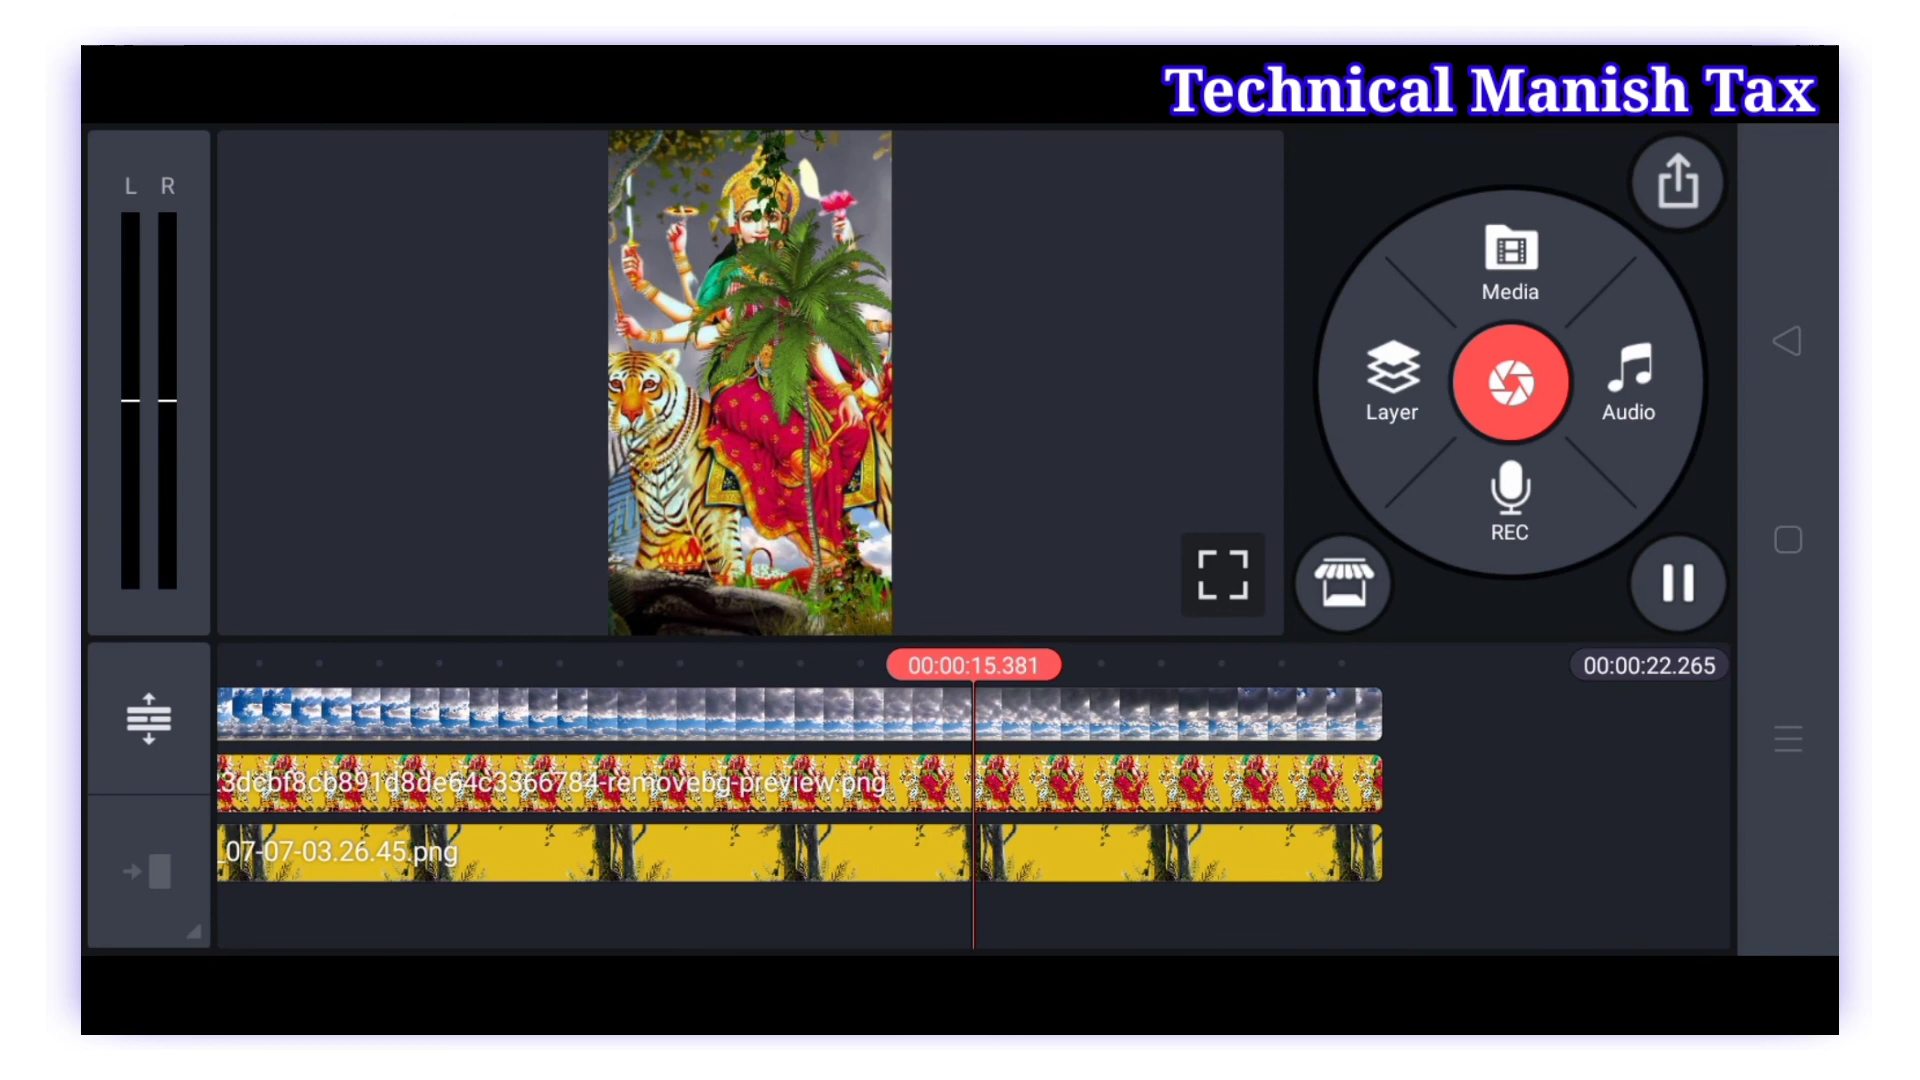 Technical Manish Tax
L R
Media
Layer
Audio
REC
00:00:15.381
00:00:22.265
3dcbf8cb891d8de64c3366784-removebg-preview.png
_07-07-03.26.45.png